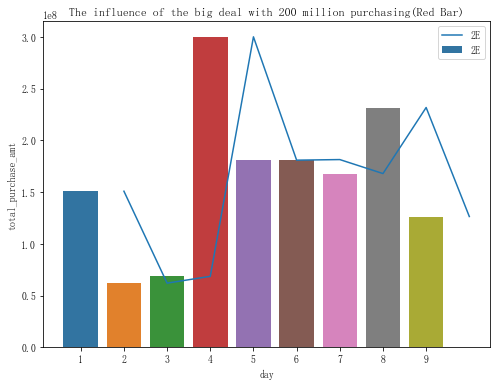 The influence of the big deal with 200 million purchasing(Red Bar)
1e8
2E
2E
3.0
2.5
2.0
1.5
1.0
0.5
0.0
total_purchase_amt
1 2 3 4 5 6 7 8 9
day